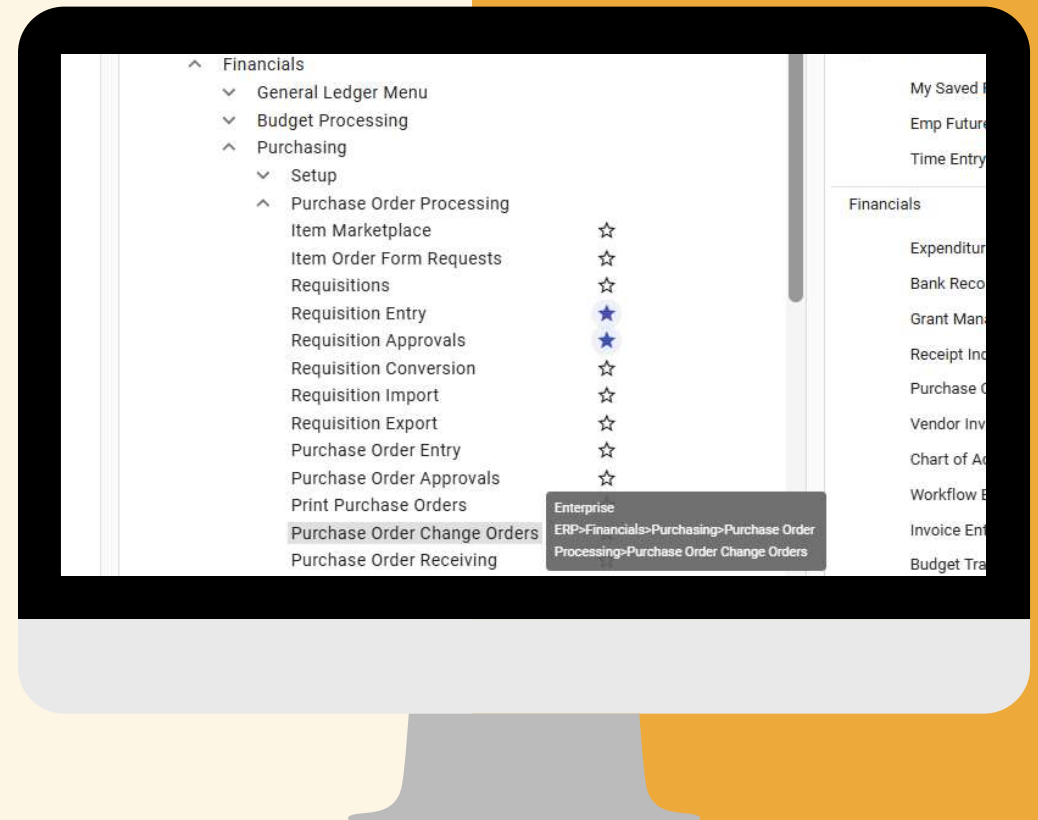 Financials
General Ledger Menu
Budget Processing
Purchasing
Setup
Purchase Order Processing
Item Marketplace
Item Order Form Requests
Requisitions
Requisition Entry
Requisition Approvals
Requisition Conversion
Requisition Import
Requisition Export
Purchase Order Entry
Purchase Order Approvals
Print Purchase Orders
Purchase Order Change Orders
Purchase Order Receiving
Enterprise
ERP>Financials>Purchasing>Purchase Order
Processing>Purchase Order Change Orders
My Saved
Emp Future
Time Entry
Financials
Expenditur
Bank Reco
Grant Man
Receipt Inc
Purchase
Vendor Inv
Chart of Ac
Workflow
Invoice Ent
Budget Tra